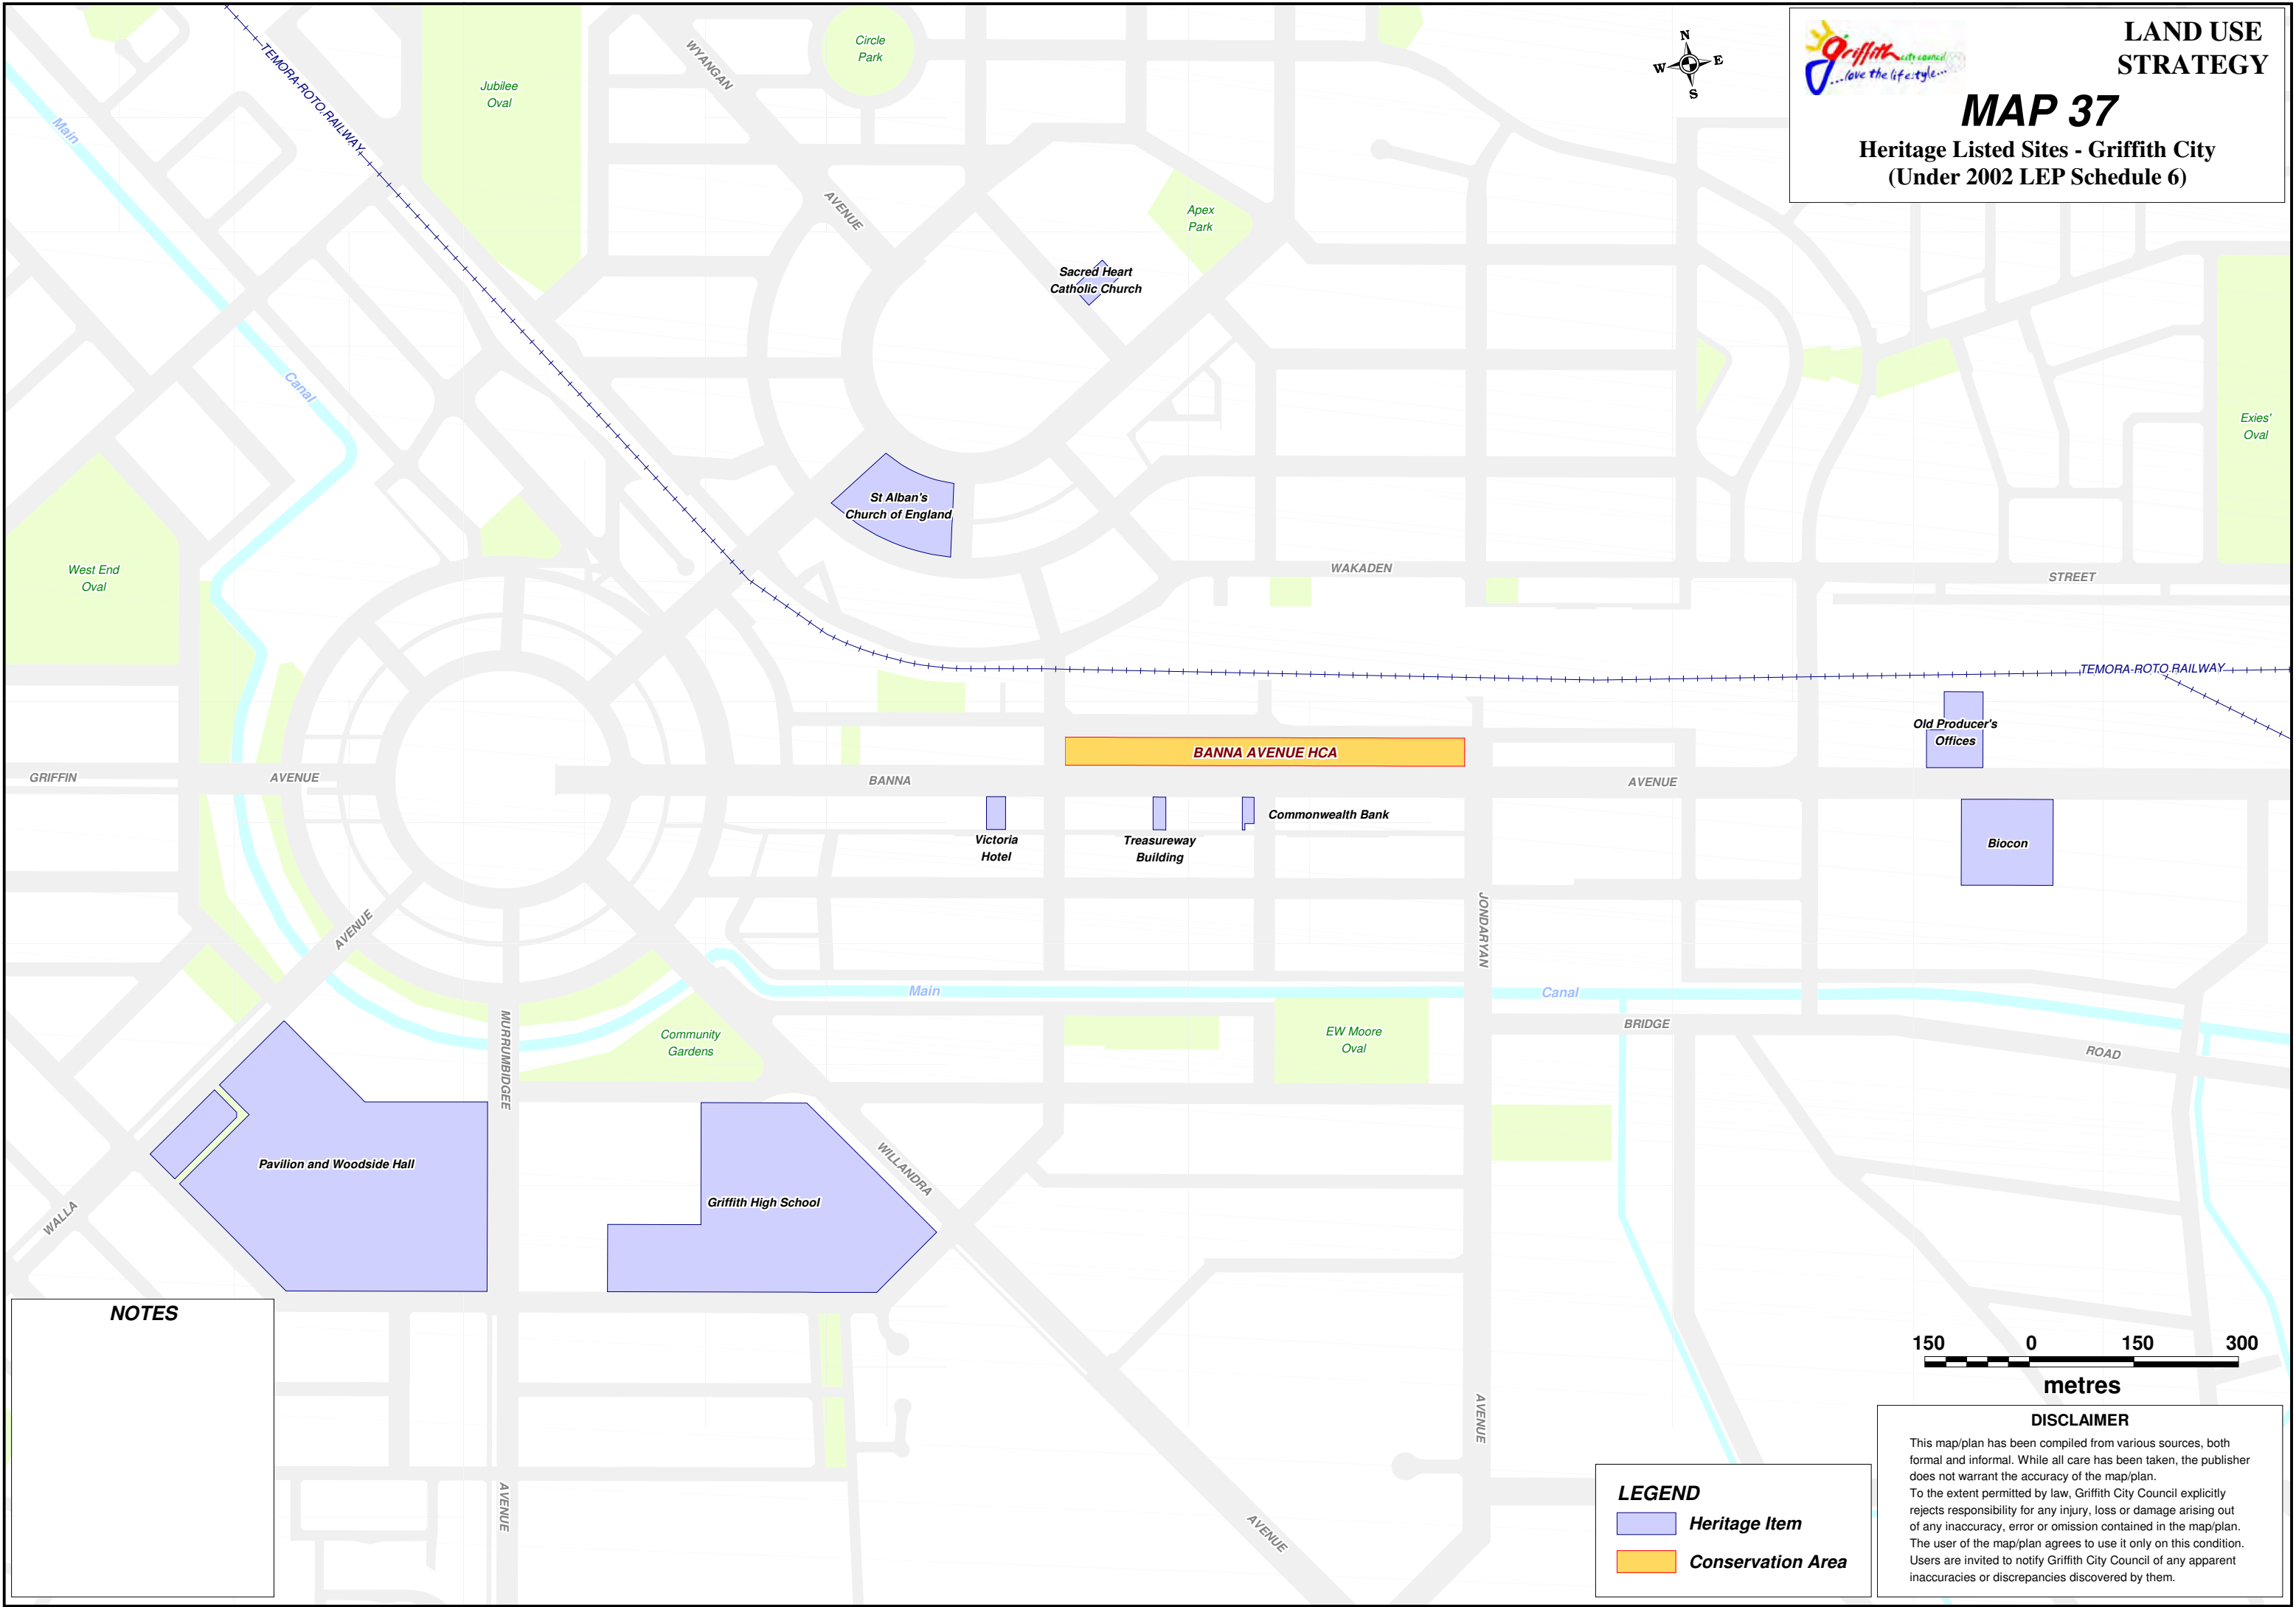 LAND USE
STRATEGY
griffith city council
...love the lifestyle...
MAP 37
Heritage Listed Sites - Griffith City
(Under 2002 LEP Schedule 6)
N
W
E
S
TEMORA-ROTO RAILWAY
WYANGAN
AVENUE
Circle
Park
Jubilee
Oval
Main
Canal
Apex
Park
Sacred Heart
Catholic Church
Exies'
Oval
St Alban's
Church of England
West End
Oval
WAKADEN
STREET
TEMORA-ROTO RAILWAY
Old Producer's
Offices
BANNA AVENUE HCA
GRIFFIN
AVENUE
BANNA
AVENUE
Victoria
Hotel
Treasureway
Building
Commonwealth Bank
Biocon
AVENUE
JONDARYAN
Main
Canal
MURRUMBIDGEE
Community
Gardens
EW Moore
Oval
BRIDGE
ROAD
Pavilion and Woodside Hall
WILLANDRA
Griffith High School
WALLA
NOTES
AVENUE
AVENUE
AVENUE
150 0 150 300
metres
LEGEND
Heritage Item
Conservation Area
DISCLAIMER
This map/plan has been compiled from various sources, both
formal and informal. While all care has been taken, the publisher
does not warrant the accuracy of the map/plan.
To the extent permitted by law, Griffith City Council explicitly
rejects responsibility for any injury, loss or damage arising out
of any inaccuracy, error or omission contained in the map/plan.
The user of the map/plan agrees to use it only on this condition.
Users are invited to notify Griffith City Council of any apparent
inaccuracies or discrepancies discovered by them.